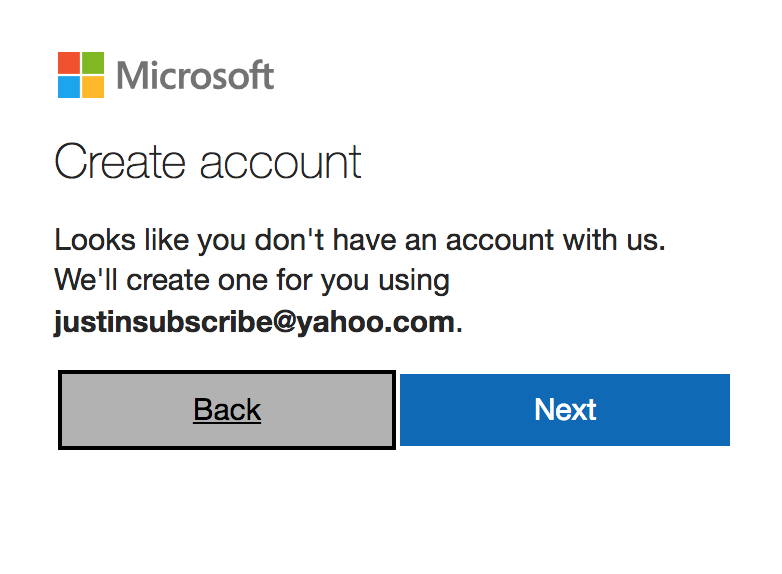 Microsoft
Create account
Looks like you don't have an account with us.
We'll create one for you using
justinsubscribe@yahoo.com.
Back
Next